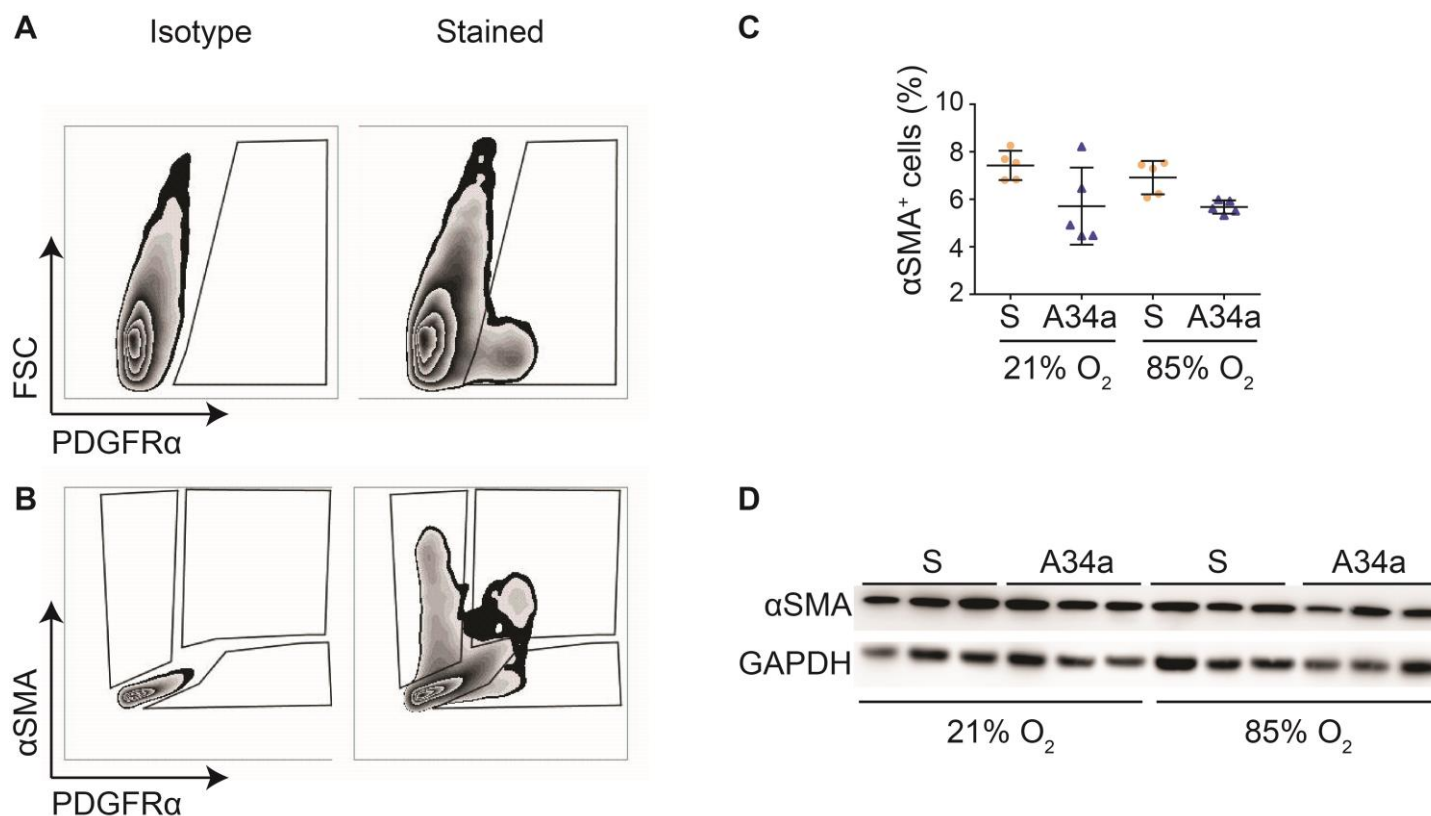 A
Isotype
Stained
FSC
PDGFRα
B
αSMA
PDGFRα
C
αSMA⁺ cells (%)
10
8
6
4
2
S A34a S A34a
21% O₂ 85% O₂
D
S A34a S A34a
αSMA
GAPDH
21% O₂ 85% O₂